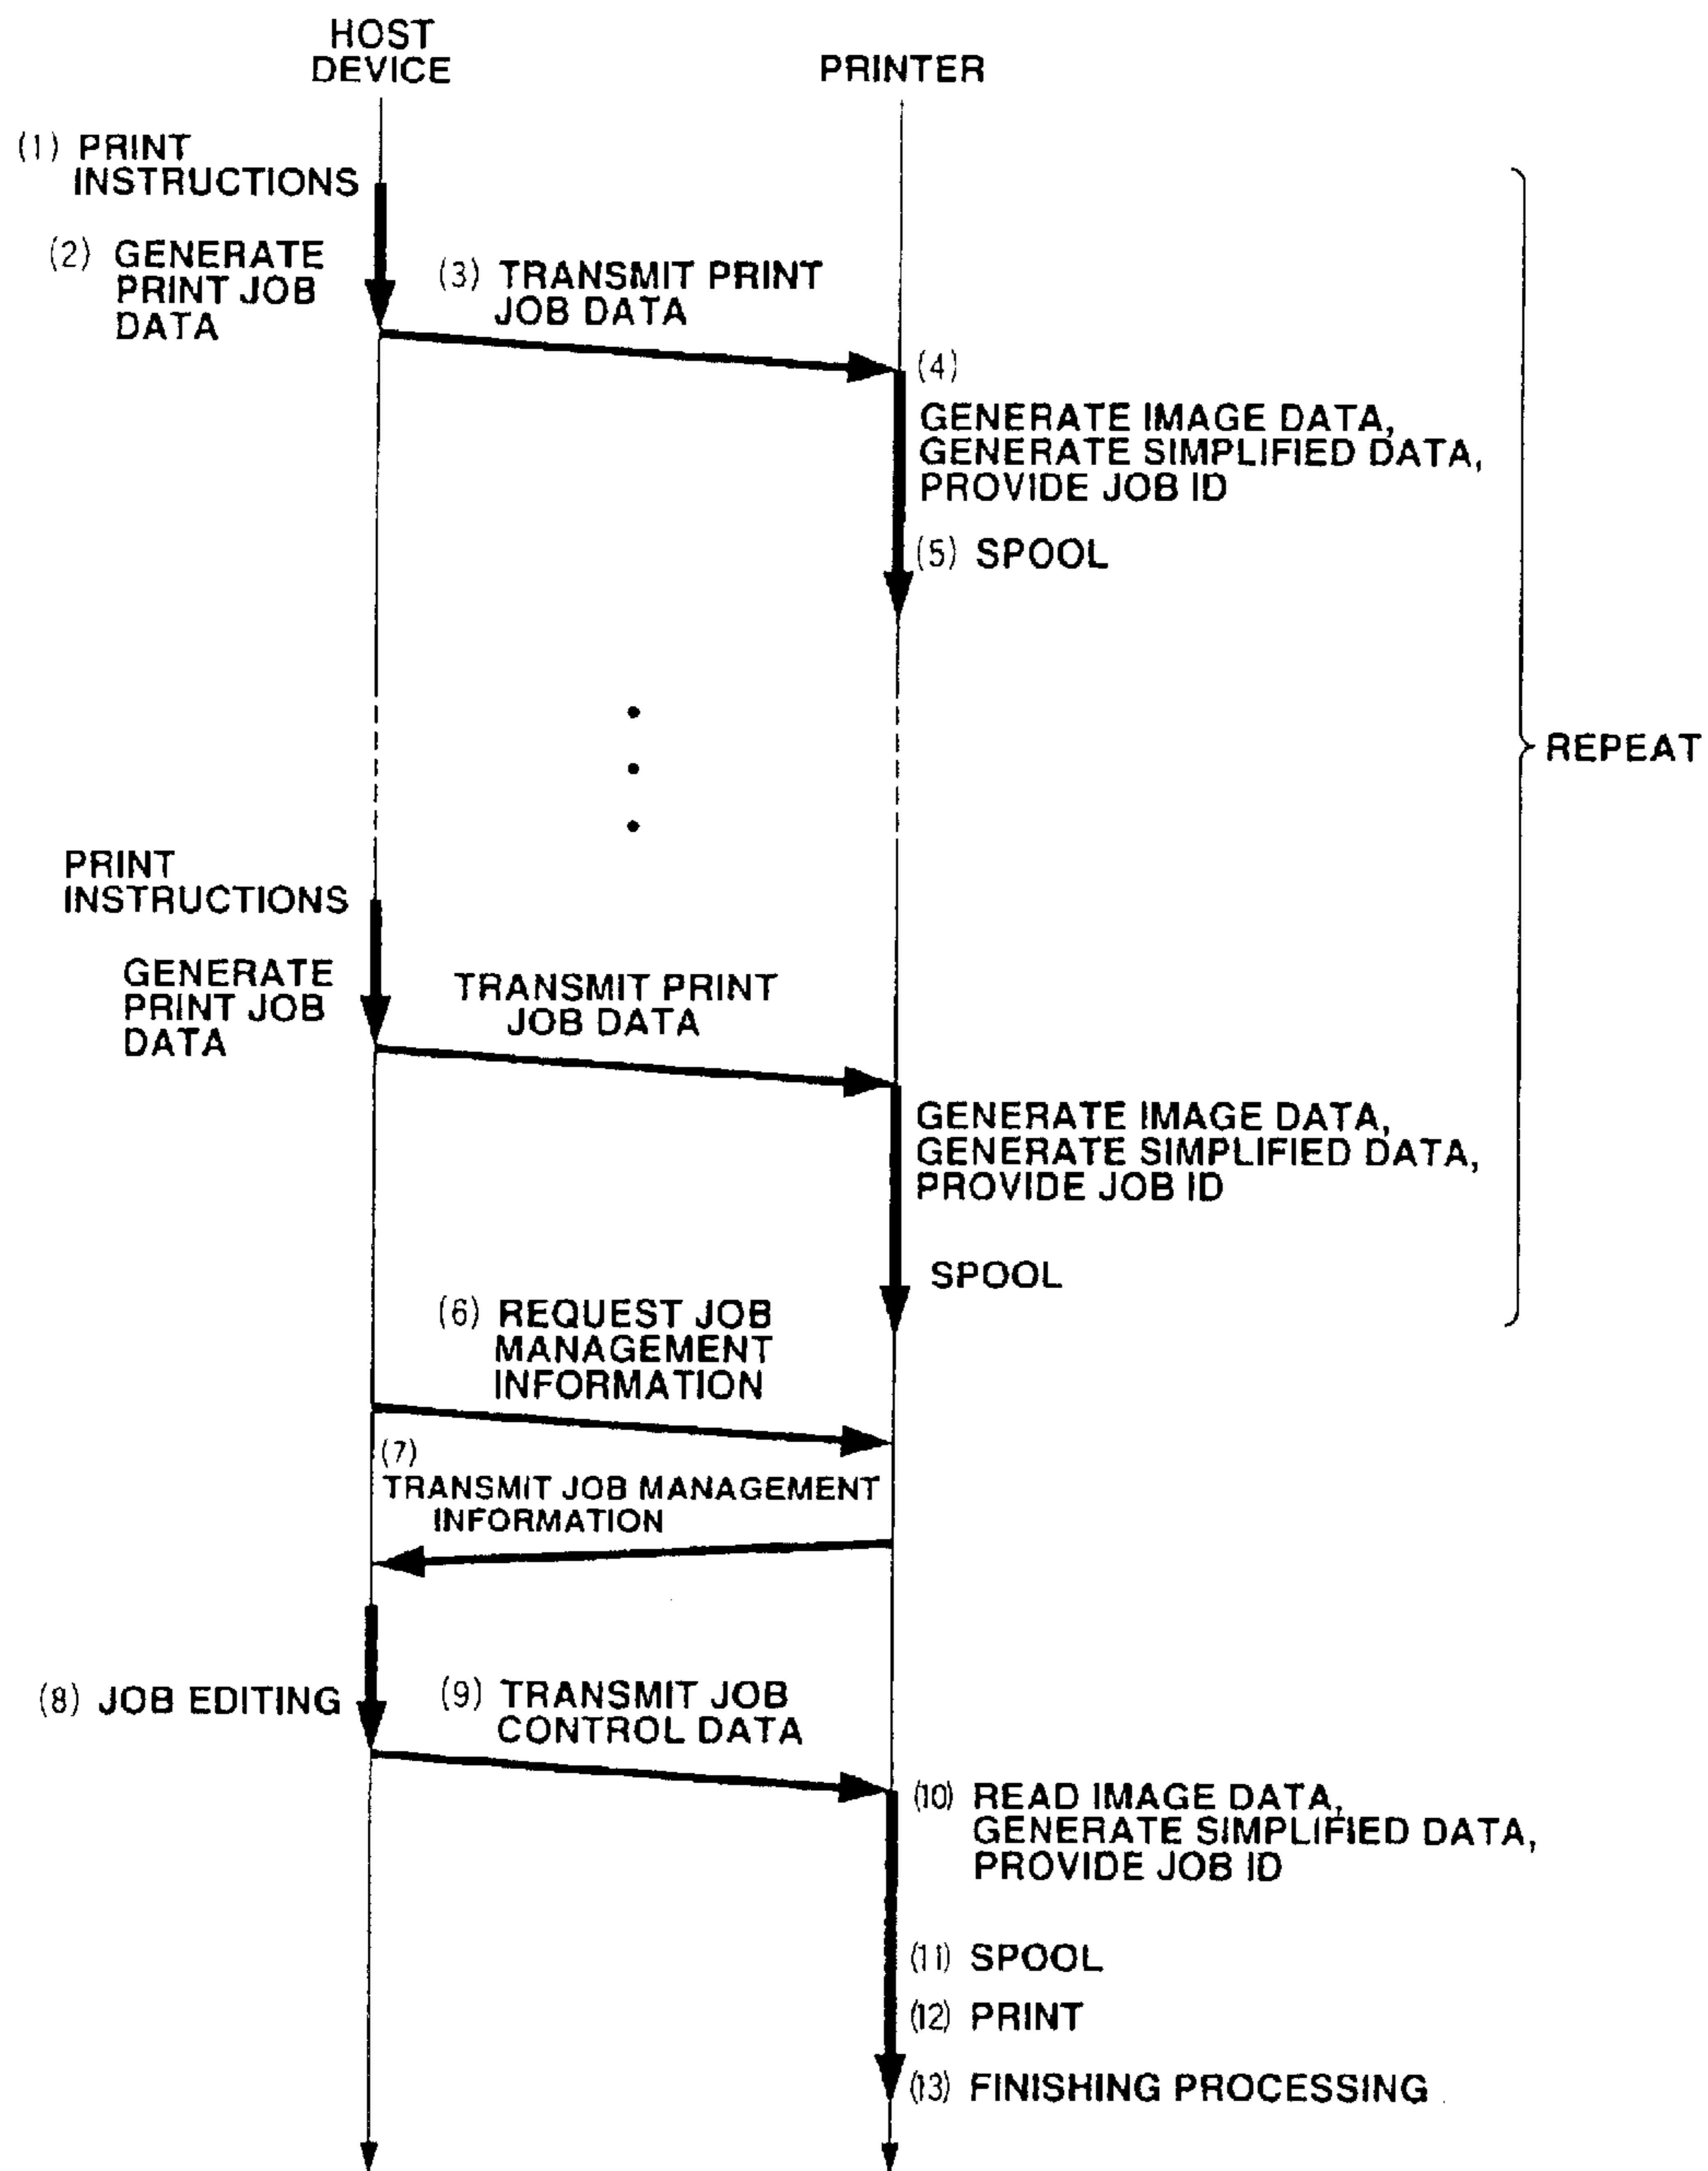 HOST
DEVICE
PRINTER
(1) PRINT
INSTRUCTIONS
(2) GENERATE
PRINT JOB
DATA
(3) TRANSMIT PRINT
JOB DATA
(4)
GENERATE IMAGE DATA,
GENERATE SIMPLIFIED DATA,
PROVIDE JOB ID
(5) SPOOL
REPEAT
PRINT
INSTRUCTIONS
GENERATE
PRINT JOB
DATA
TRANSMIT PRINT
JOB DATA
GENERATE IMAGE DATA,
GENERATE SIMPLIFIED DATA,
PROVIDE JOB ID
SPOOL
(6) REQUEST JOB
MANAGEMENT
INFORMATION
(7)
TRANSMIT JOB MANAGEMENT
INFORMATION
(8) JOB EDITING
(9) TRANSMIT JOB
CONTROL DATA
(10) READ IMAGE DATA,
GENERATE SIMPLIFIED DATA,
PROVIDE JOB ID
(11) SPOOL
(12) PRINT
(13) FINISHING PROCESSING